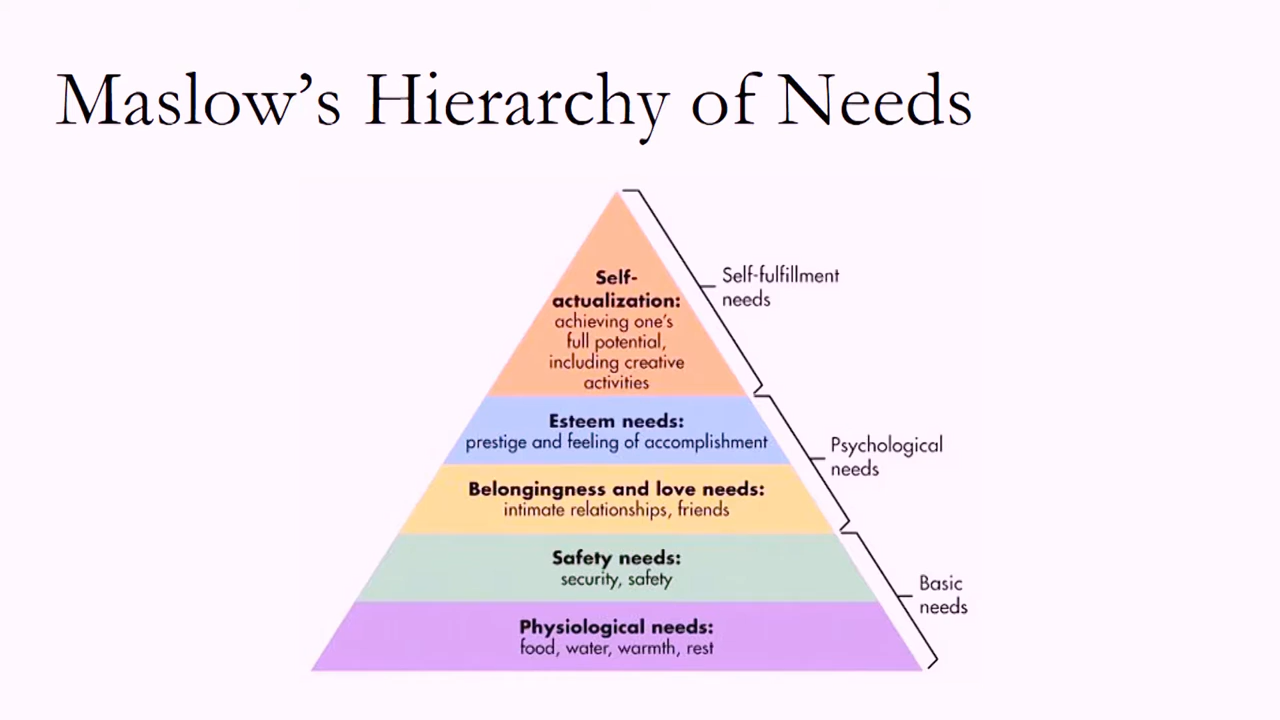 Maslow’s Hierarchy of Needs
Self-
actualization:
achieving one’s
full potential,
including creative
activities
Self-fulfillment
needs
Esteem needs:
prestige and feeling of accomplishment
Psychological
needs
Belongingness and love needs:
intimate relationships, friends
Safety needs:
security, safety
Basic
needs
Physiological needs:
food, water, warmth, rest